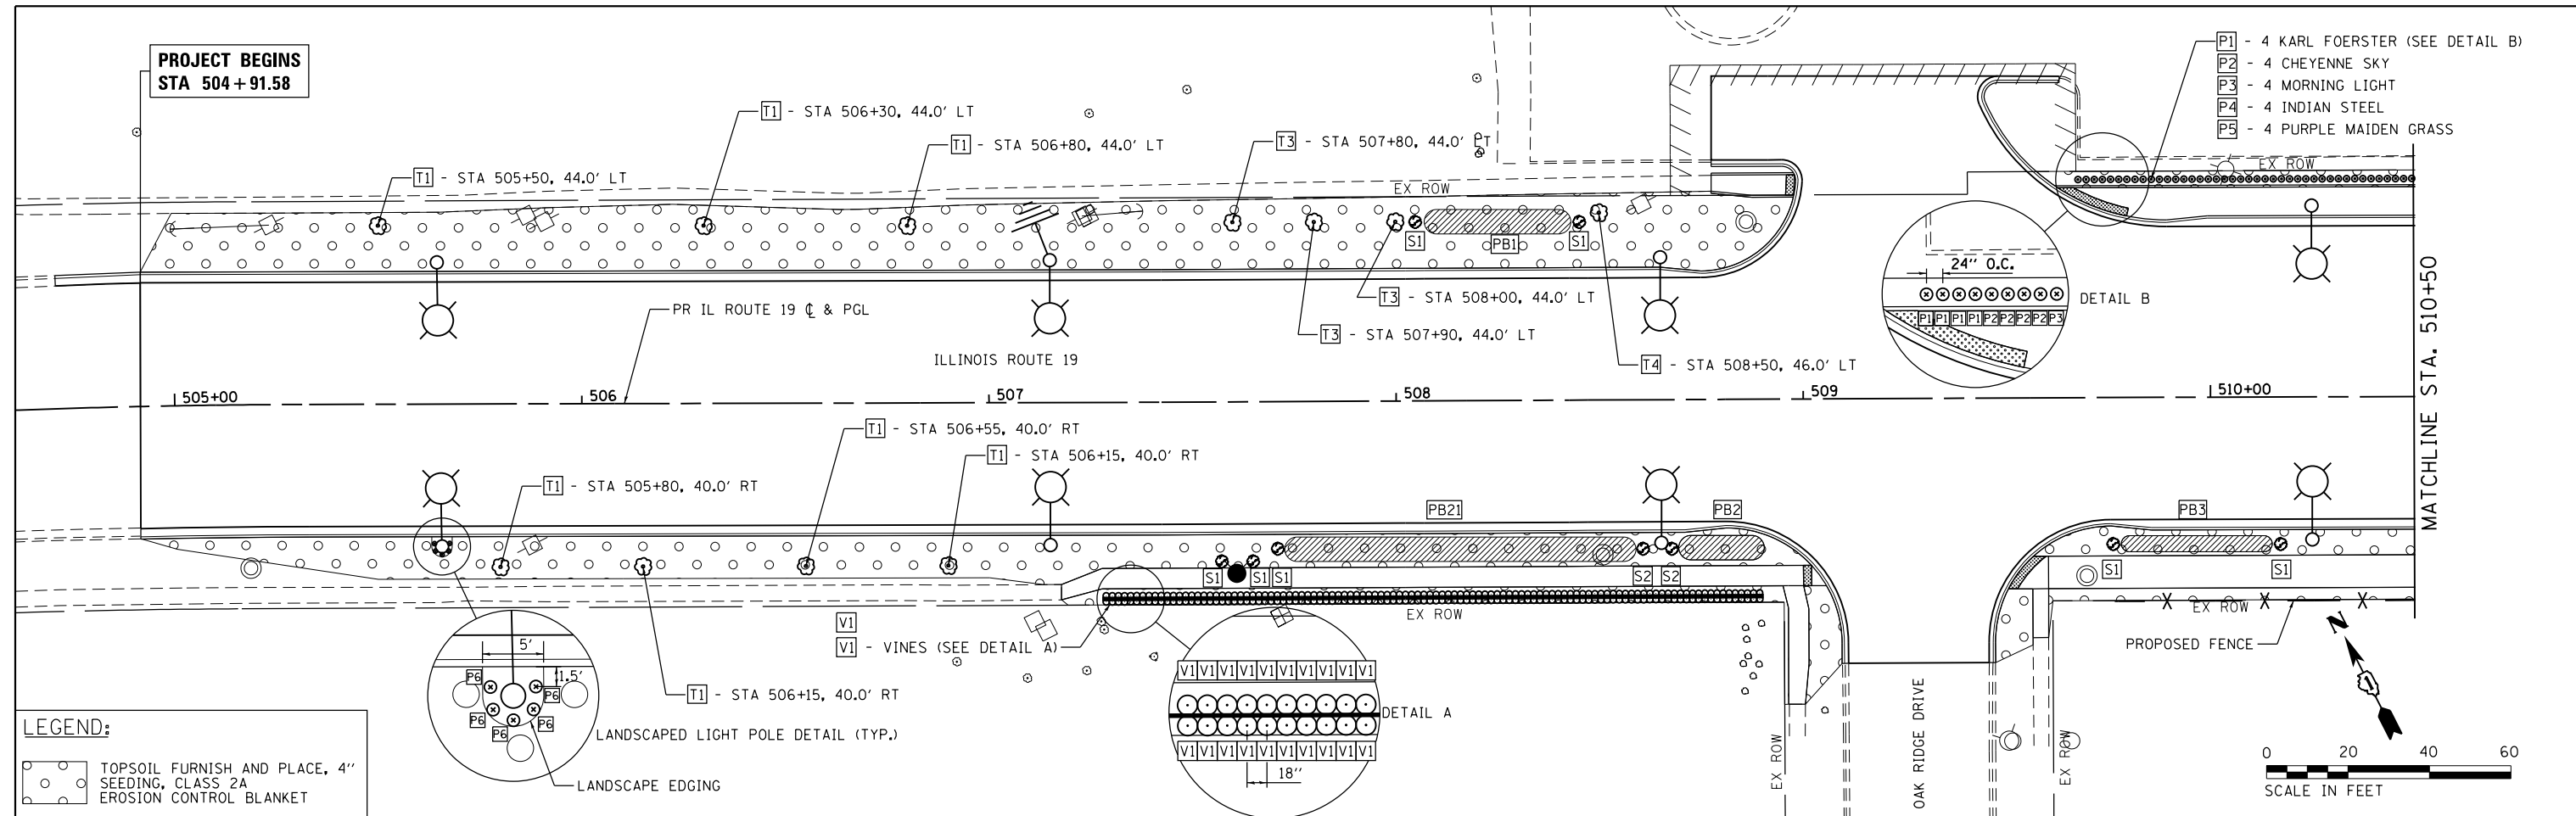 PROJECT BEGINS
STA 504+91.58
T1 - STA 505+50, 44.0' LT
T1 - STA 506+30, 44.0' LT
T1 - STA 506+80, 44.0' LT
T3 - STA 507+80, 44.0' LT
P1 - 4 KARL FOERSTER (SEE DETAIL B)
P2 - 4 CHEYENNE SKY
P3 - 4 MORNING LIGHT
P4 - 4 INDIAN STEEL
P5 - 4 PURPLE MAIDEN GRASS
EX ROW
EX ROW
S1
PB1
S1
T3 - STA 508+00, 44.0' LT
T3 - STA 507+90, 44.0' LT
T4 - STA 508+50, 46.0' LT
PR IL ROUTE 19 ℄ & PGL
ILLINOIS ROUTE 19
24" O.C.
DETAIL B
P1 P1 P1 P1 P2 P2 P2 P2 P3
MATCHLINE STA. 510+50
505+00
506
507
508
509
510+00
T1 - STA 506+55, 40.0' RT
T1 - STA 506+15, 40.0' RT
T1 - STA 505+80, 40.0' RT
PB21
PB2
PB3
S1
S1
S1
S2
S2
S1
S1
EX ROW
EX ROW
V1
V1 - VINES (SEE DETAIL A)
PROPOSED FENCE
N
T1 - STA 506+15, 40.0' RT
5'
1.5'
P6
P6
P6
P6
P6
LANDSCAPED LIGHT POLE DETAIL (TYP.)
LANDSCAPE EDGING
V1 V1 V1 V1 V1 V1 V1 V1 V1 V1
DETAIL A
V1 V1 V1 V1 V1 V1 V1 V1 V1 V1
18"
EX ROW
OAK RIDGE DRIVE
EX ROW
0 20 40 60
SCALE IN FEET
LEGEND:
TOPSOIL FURNISH AND PLACE, 4"
SEEDING, CLASS 2A
EROSION CONTROL BLANKET